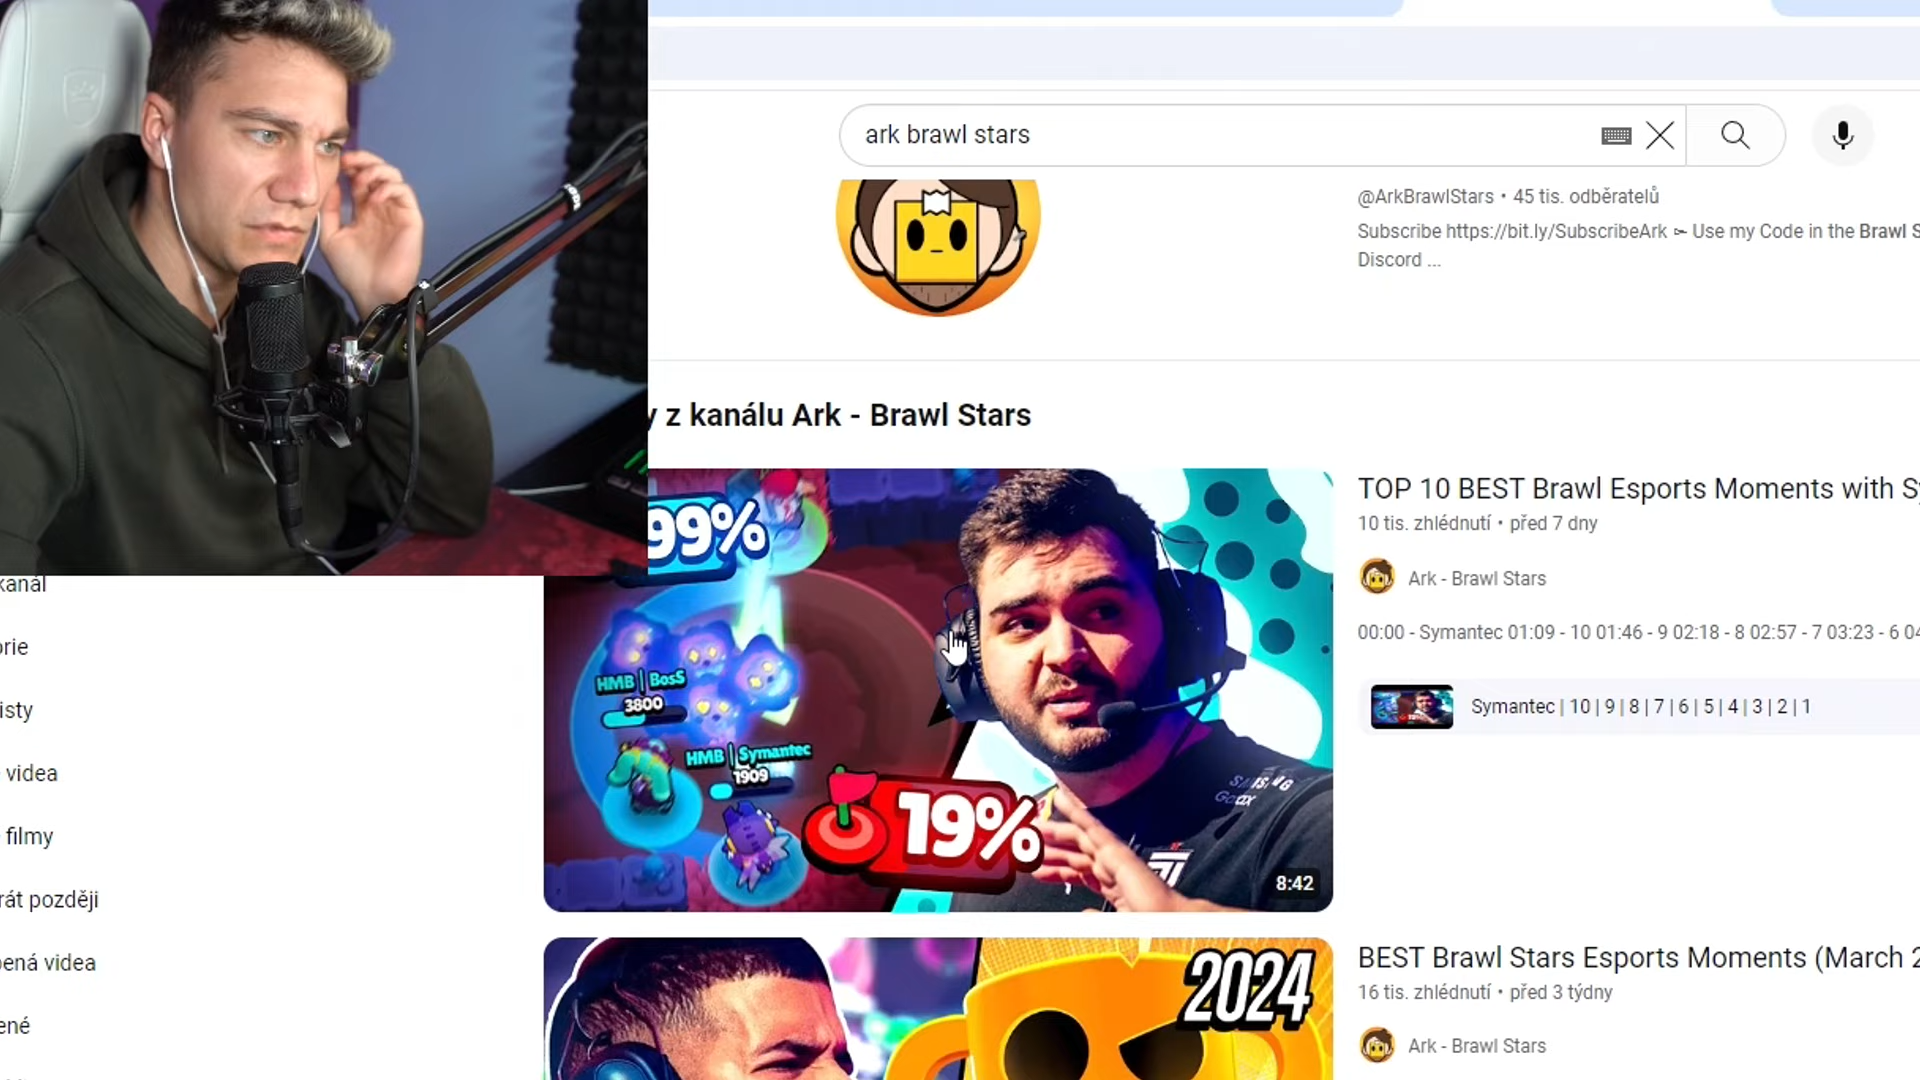 ark brawl stars
@ArkBrawlStars • 45 tis. odběratelů
Subscribe https://bit.ly/SubscribeArk ➣ Use my Code in the Brawl S
Discord ...
y z kanálu Ark - Brawl Stars
99%
HMB | BosS
3800
HMB | Symantec
1909
19%
8:42
TOP 10 BEST Brawl Esports Moments with Sy
10 tis. zhlédnutí • před 7 dny
Ark - Brawl Stars
00:00 - Symantec 01:09 - 10 01:46 - 9 02:18 - 8 02:57 - 7 03:23 - 6 04
Symantec | 10 | 9 | 8 | 7 | 6 | 5 | 4 | 3 | 2 | 1
kanál
orie
isty
videa
filmy
rát později
bená videa
ené
2024
BEST Brawl Stars Esports Moments (March 2
16 tis. zhlédnutí • před 3 týdny
Ark - Brawl Stars